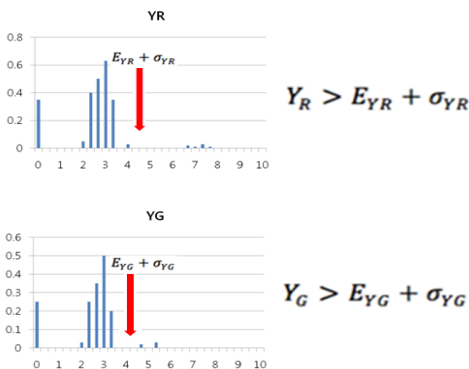 YR
0.8
0.6
0.4
0.2
0
E_YR + σ_YR
0 1 2 3 4 5 6 7 8 9 10
Y_R > E_YR + σ_YR
YG
0.6
0.5
0.4
0.3
0.2
0.1
0
E_YG + σ_YG
0 1 2 3 4 5 6 7 8 9 10
Y_G > E_YG + σ_YG